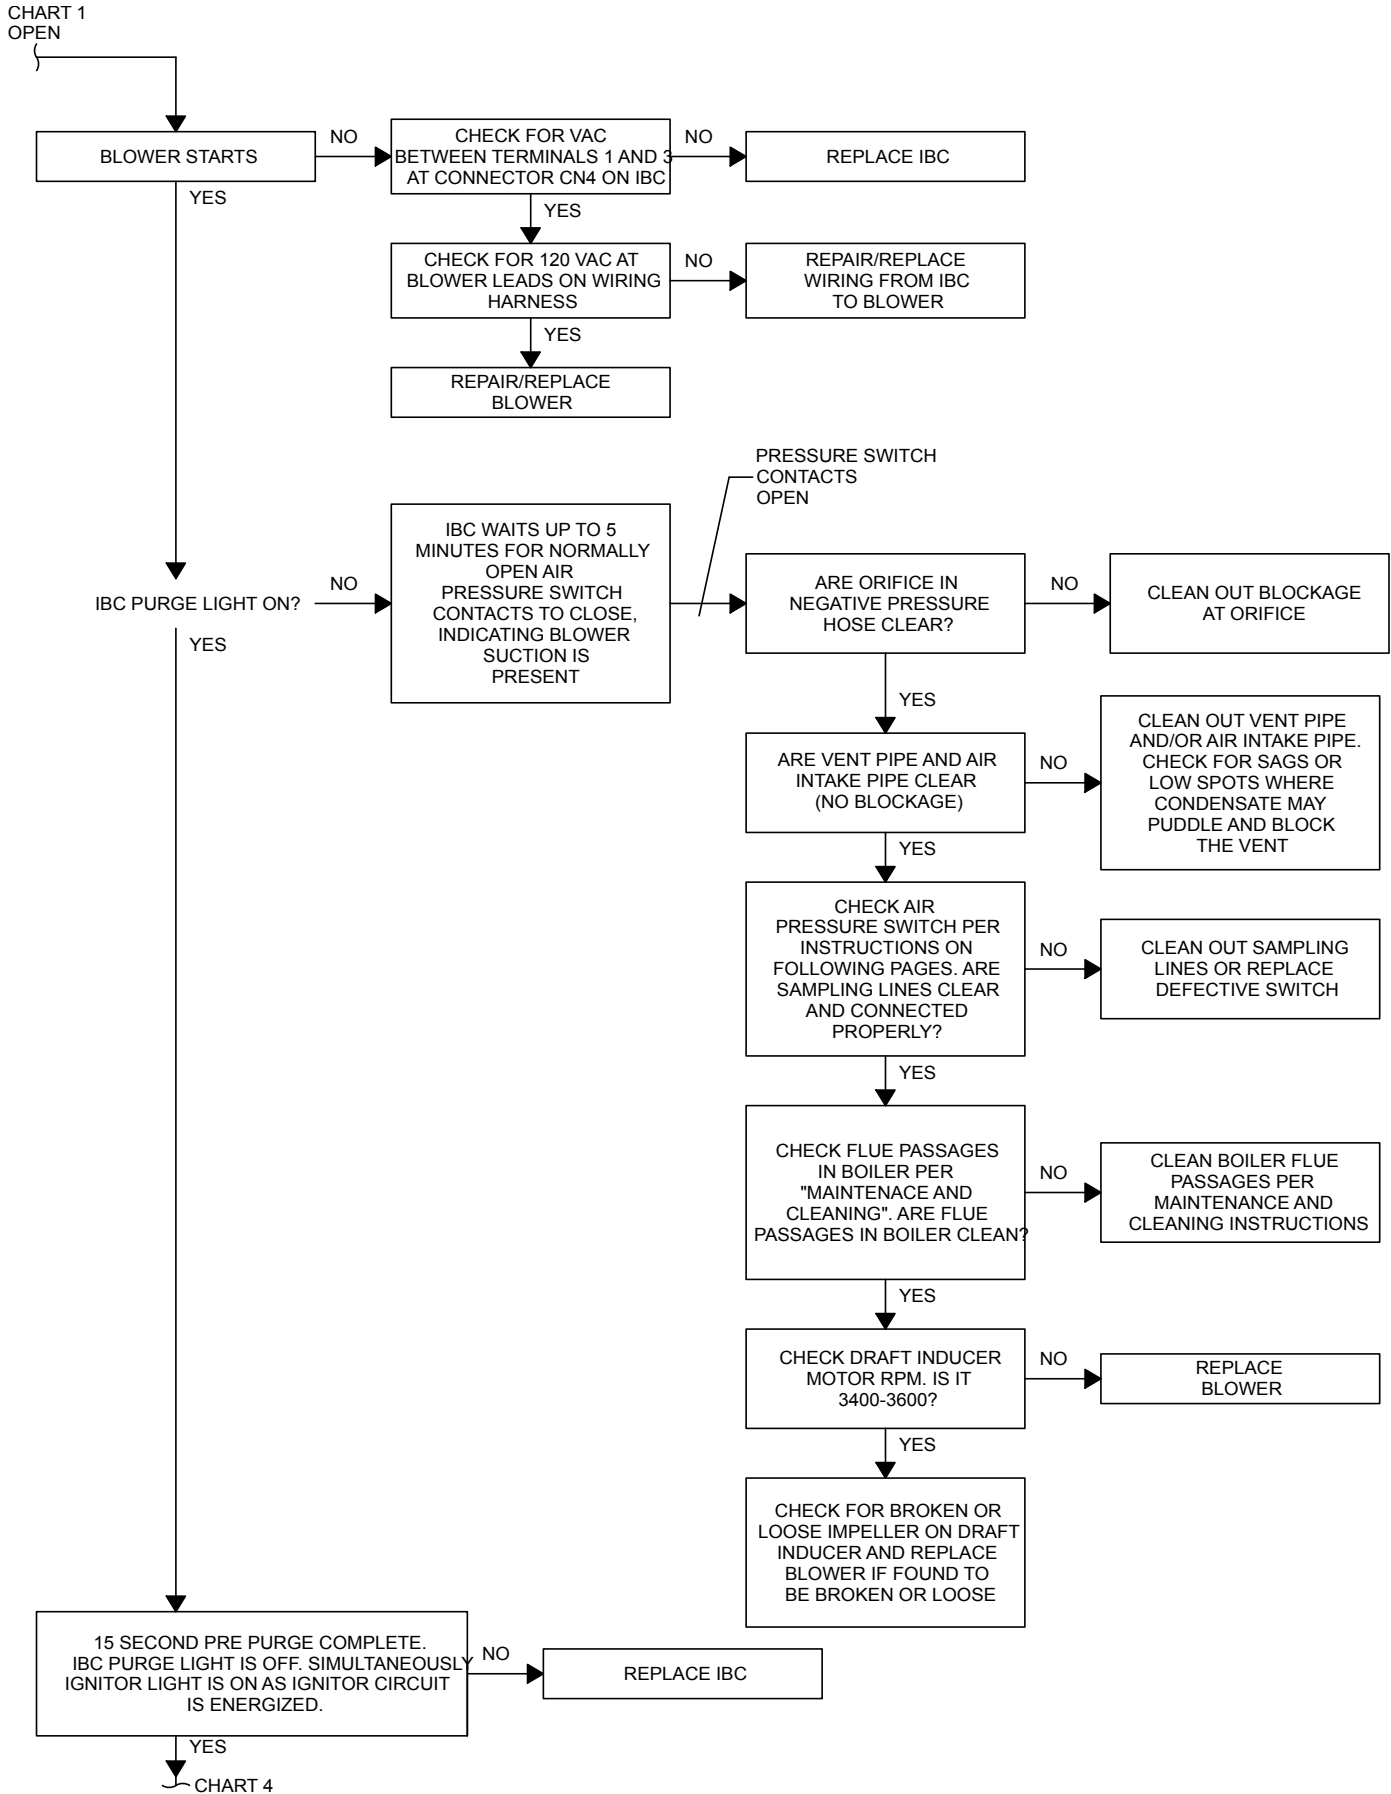 CHART 1
OPEN
BLOWER STARTS
NO
CHECK FOR VAC
BETWEEN TERMINALS 1 AND 3
AT CONNECTOR CN4 ON IBC
NO
REPLACE IBC
YES
YES
CHECK FOR 120 VAC AT
BLOWER LEADS ON WIRING
HARNESS
NO
REPAIR/REPLACE
WIRING FROM IBC
TO BLOWER
YES
REPAIR/REPLACE
BLOWER
PRESSURE SWITCH
CONTACTS
OPEN
IBC PURGE LIGHT ON?
NO
YES
IBC WAITS UP TO 5
MINUTES FOR NORMALLY
OPEN AIR
PRESSURE SWITCH
CONTACTS TO CLOSE,
INDICATING BLOWER
SUCTION IS
PRESENT
ARE ORIFICE IN
NEGATIVE PRESSURE
HOSE CLEAR?
NO
CLEAN OUT BLOCKAGE
AT ORIFICE
YES
ARE VENT PIPE AND AIR
INTAKE PIPE CLEAR
(NO BLOCKAGE)
NO
CLEAN OUT VENT PIPE
AND/OR AIR INTAKE PIPE.
CHECK FOR SAGS OR
LOW SPOTS WHERE
CONDENSATE MAY
PUDDLE AND BLOCK
THE VENT
YES
CHECK AIR
PRESSURE SWITCH PER
INSTRUCTIONS ON
FOLLOWING PAGES. ARE
SAMPLING LINES CLEAR
AND CONNECTED
PROPERLY?
NO
CLEAN OUT SAMPLING
LINES OR REPLACE
DEFECTIVE SWITCH
YES
CHECK FLUE PASSAGES
IN BOILER PER
"MAINTENACE AND
CLEANING". ARE FLUE
PASSAGES IN BOILER CLEAN?
NO
CLEAN BOILER FLUE
PASSAGES PER
MAINTENANCE AND
CLEANING INSTRUCTIONS
YES
CHECK DRAFT INDUCER
MOTOR RPM. IS IT
3400-3600?
NO
REPLACE
BLOWER
YES
CHECK FOR BROKEN OR
LOOSE IMPELLER ON DRAFT
INDUCER AND REPLACE
BLOWER IF FOUND TO
BE BROKEN OR LOOSE
15 SECOND PRE PURGE COMPLETE.
IBC PURGE LIGHT IS OFF. SIMULTANEOUSLY
IGNITOR LIGHT IS ON AS IGNITOR CIRCUIT
IS ENERGIZED.
NO
REPLACE IBC
YES
CHART 4